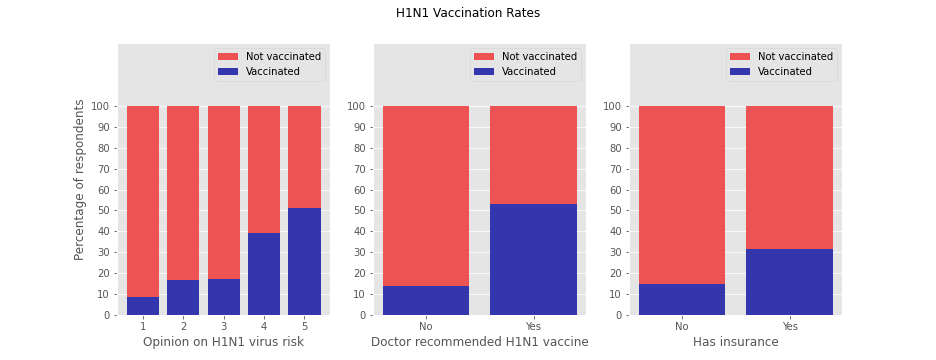 H1N1 Vaccination Rates
Percentage of respondents
100
90
80
70
60
50
40
30
20
10
0
Not vaccinated
Vaccinated
1 2 3 4 5
Opinion on H1N1 virus risk
100
90
80
70
60
50
40
30
20
10
0
Not vaccinated
Vaccinated
No Yes
Doctor recommended H1N1 vaccine
100
90
80
70
60
50
40
30
20
10
0
Not vaccinated
Vaccinated
No Yes
Has insurance